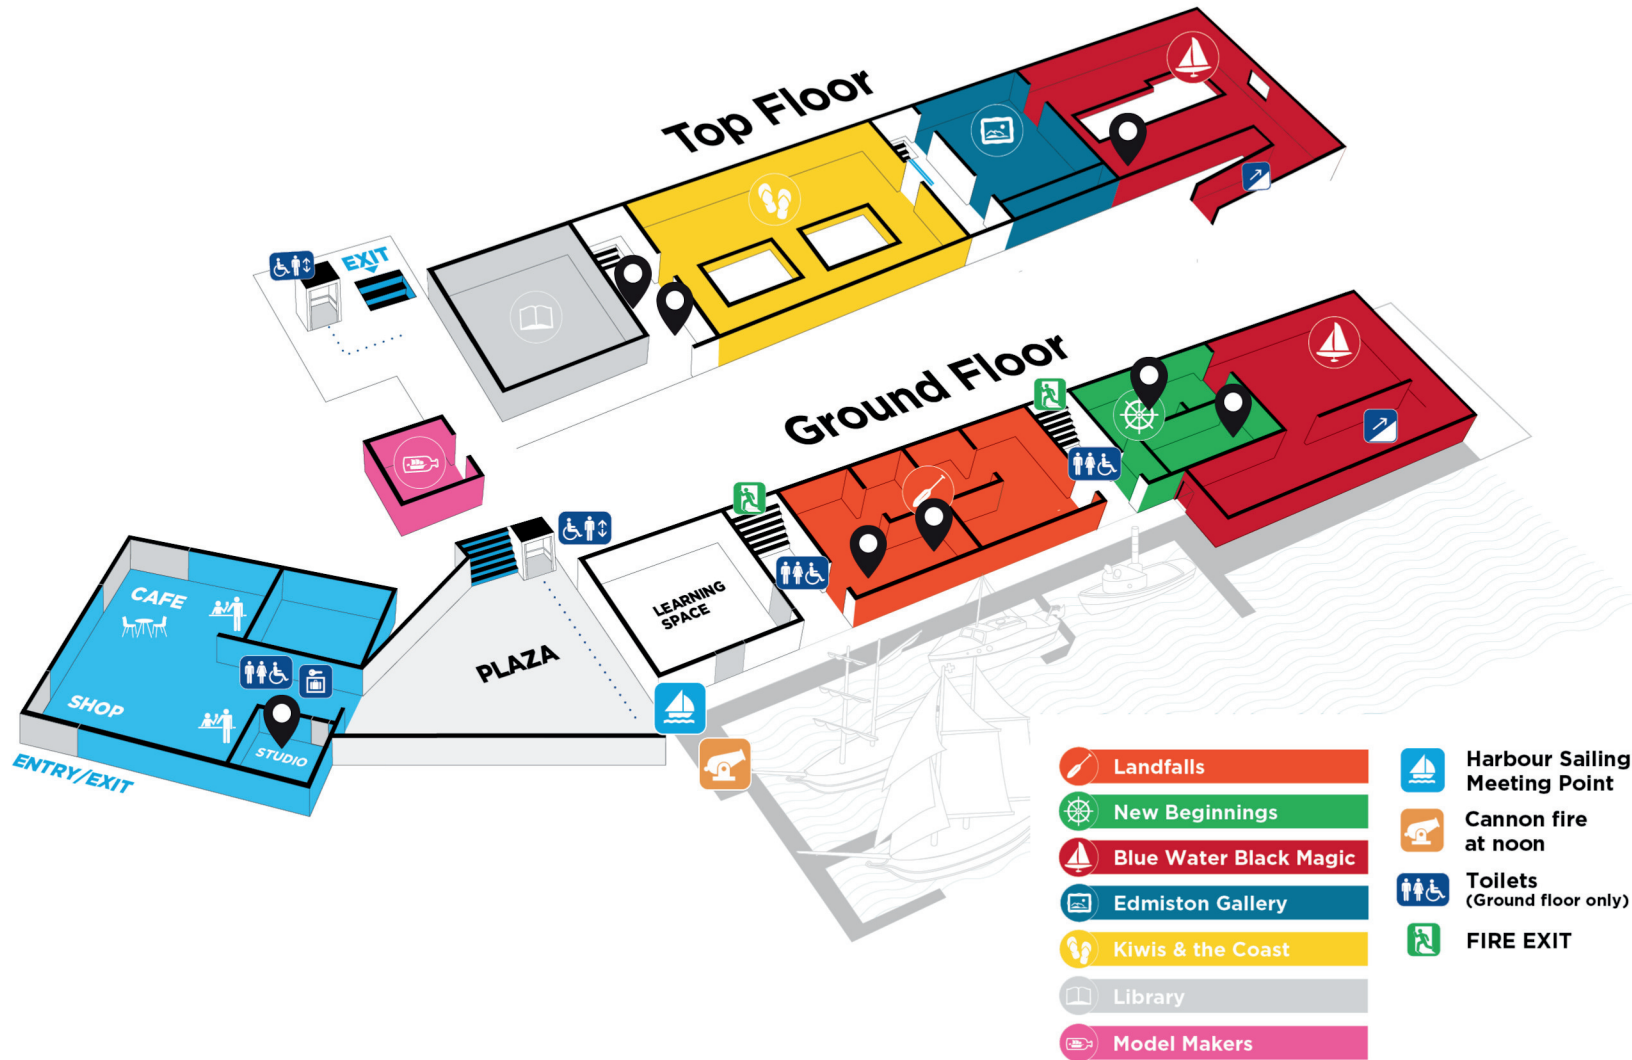 Top Floor
EXIT
Ground Floor
CAFE
SHOP
STUDIO
ENTRY/EXIT
PLAZA
LEARNING
SPACE
Landfalls
New Beginnings
Blue Water Black Magic
Edmiston Gallery
Kiwis & the Coast
Library
Model Makers
Harbour Sailing
Meeting Point
Cannon fire
at noon
Toilets
(Ground floor only)
FIRE EXIT